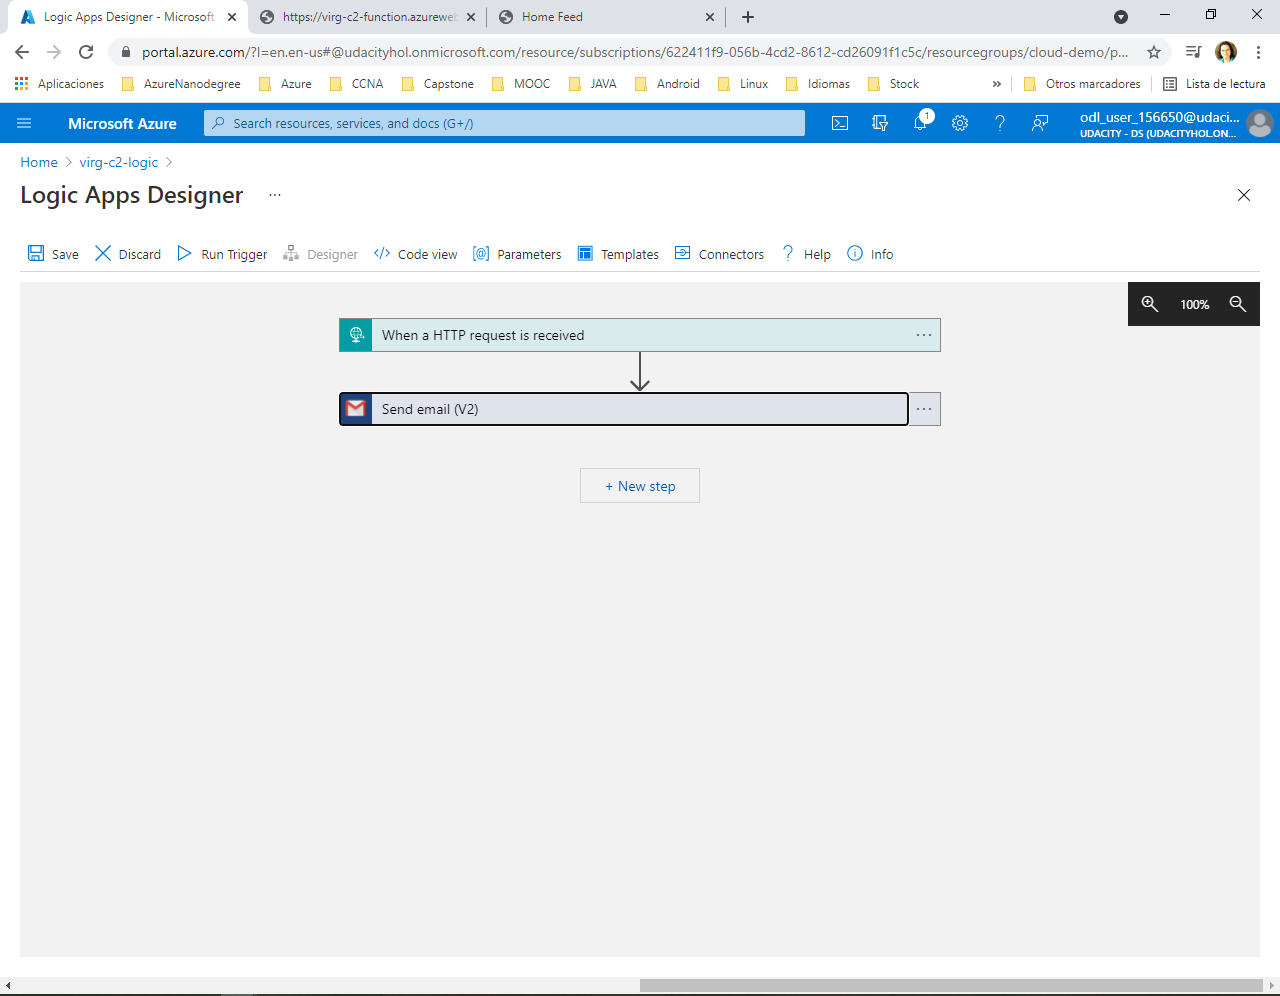 Logic Apps Designer - Microsoft
https://virg-c2-function.azureweb
Home Feed
portal.azure.com/?l=en.en-us#@udacityhol.onmicrosoft.com/resource/subscriptions/622411f9-056b-4cd2-8612-cd26091f1c5c/resourcegroups/cloud-demo/p...
Aplicaciones
AzureNanodegree
Azure
CCNA
Capstone
MOOC
JAVA
Android
Linux
Idiomas
Stock
»
Otros marcadores
Lista de lectura
Microsoft Azure
Search resources, services, and docs (G+/)
1
odl_user_156650@udaci...
UDACITY - DS (UDACITYHOL.ON...
Home > virg-c2-logic >
Logic Apps Designer ...
Save
Discard
Run Trigger
Designer
Code view
Parameters
Templates
Connectors
Help
Info
100%
When a HTTP request is received
Send email (V2)
+ New step